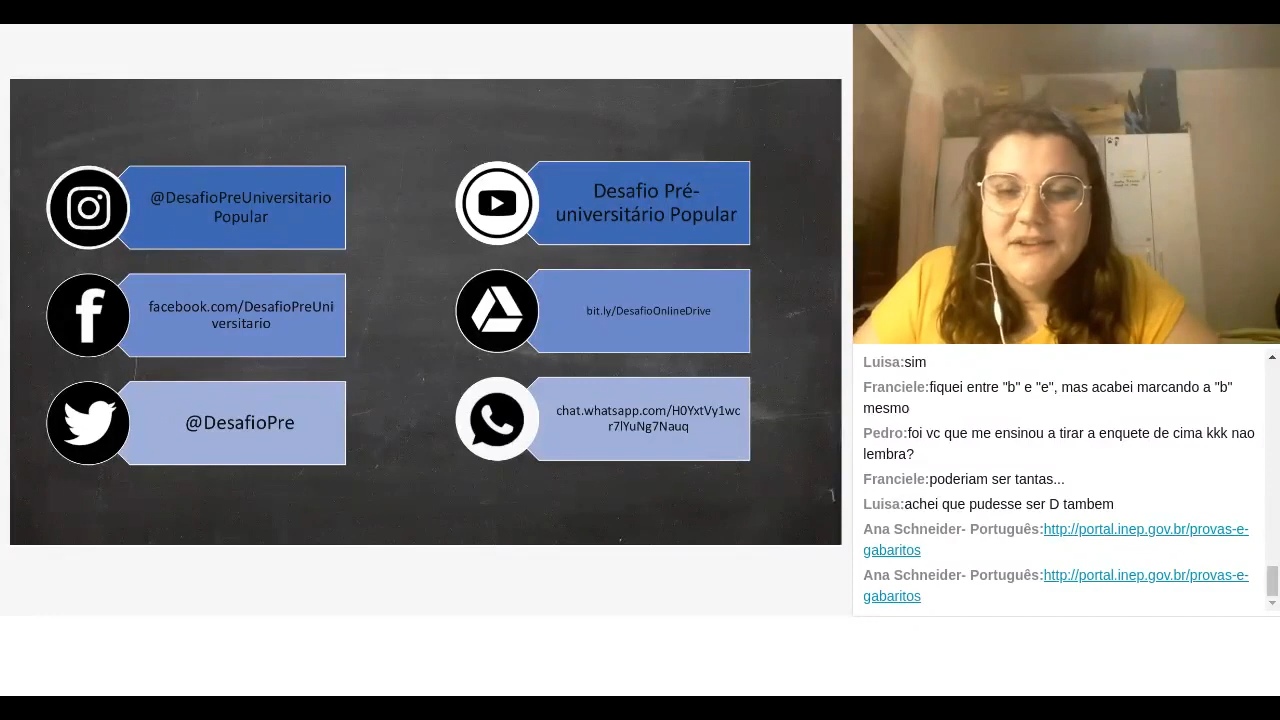 @DesafioPreUniversitario
Popular
facebook.com/DesafioPreUni
versitario
@DesafioPre
Desafio Pré-
universitário Popular
bit.ly/DesafioOnlineDrive
chat.whatsapp.com/H0YxtVy1wc
r7lYuNg7Nauq
Luisa:sim
Franciele:fiquei entre "b" e "e", mas acabei marcando a "b"
mesmo
Pedro:foi vc que me ensinou a tirar a enquete de cima kkk nao
lembra?
Franciele:poderiam ser tantas...
Luisa:achei que pudesse ser D tambem
Ana Schneider- Português:http://portal.inep.gov.br/provas-e-
gabaritos
Ana Schneider- Português:http://portal.inep.gov.br/provas-e-
gabaritos